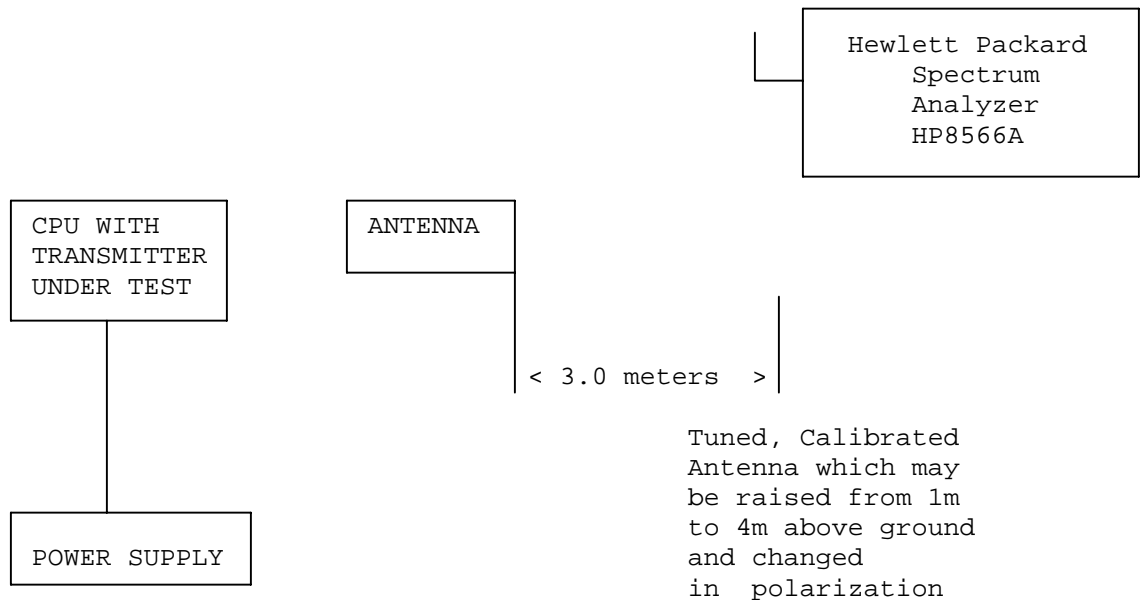 Hewlett Packard
Spectrum
Analyzer
HP8566A
CPU WITH
TRANSMITTER
UNDER TEST
ANTENNA
< 3.0 meters >
Tuned, Calibrated
Antenna which may
be raised from 1m
to 4m above ground
and changed
in polarization
POWER SUPPLY